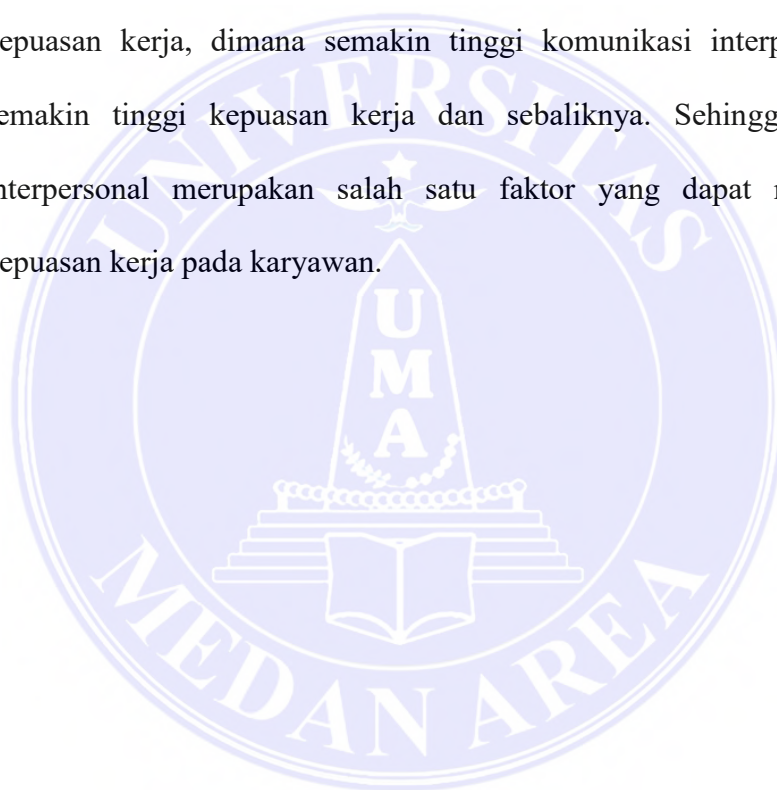 epuasan kerja, dimana semakin tinggi komunikasi interp
emakin tinggi kepuasan kerja dan sebaliknya. Sehingg
nterpersonal merupakan salah satu faktor yang dapat
epuasan kerja pada karyawan.
UNIVERSITAS
UMA
MEDAN AREA